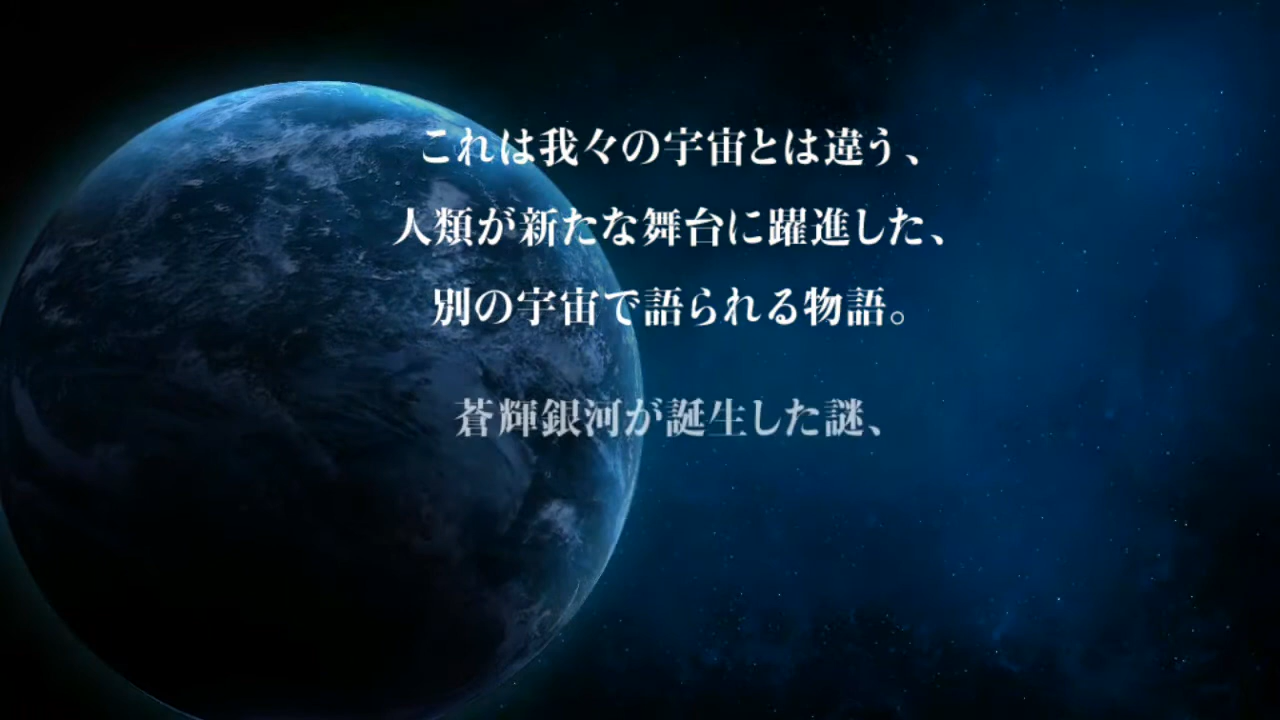 これは我々の宇宙とは違う、
人類が新たな舞台に躍進した、
別の宇宙で語られる物語。
蒼輝銀河が誕生した謎、